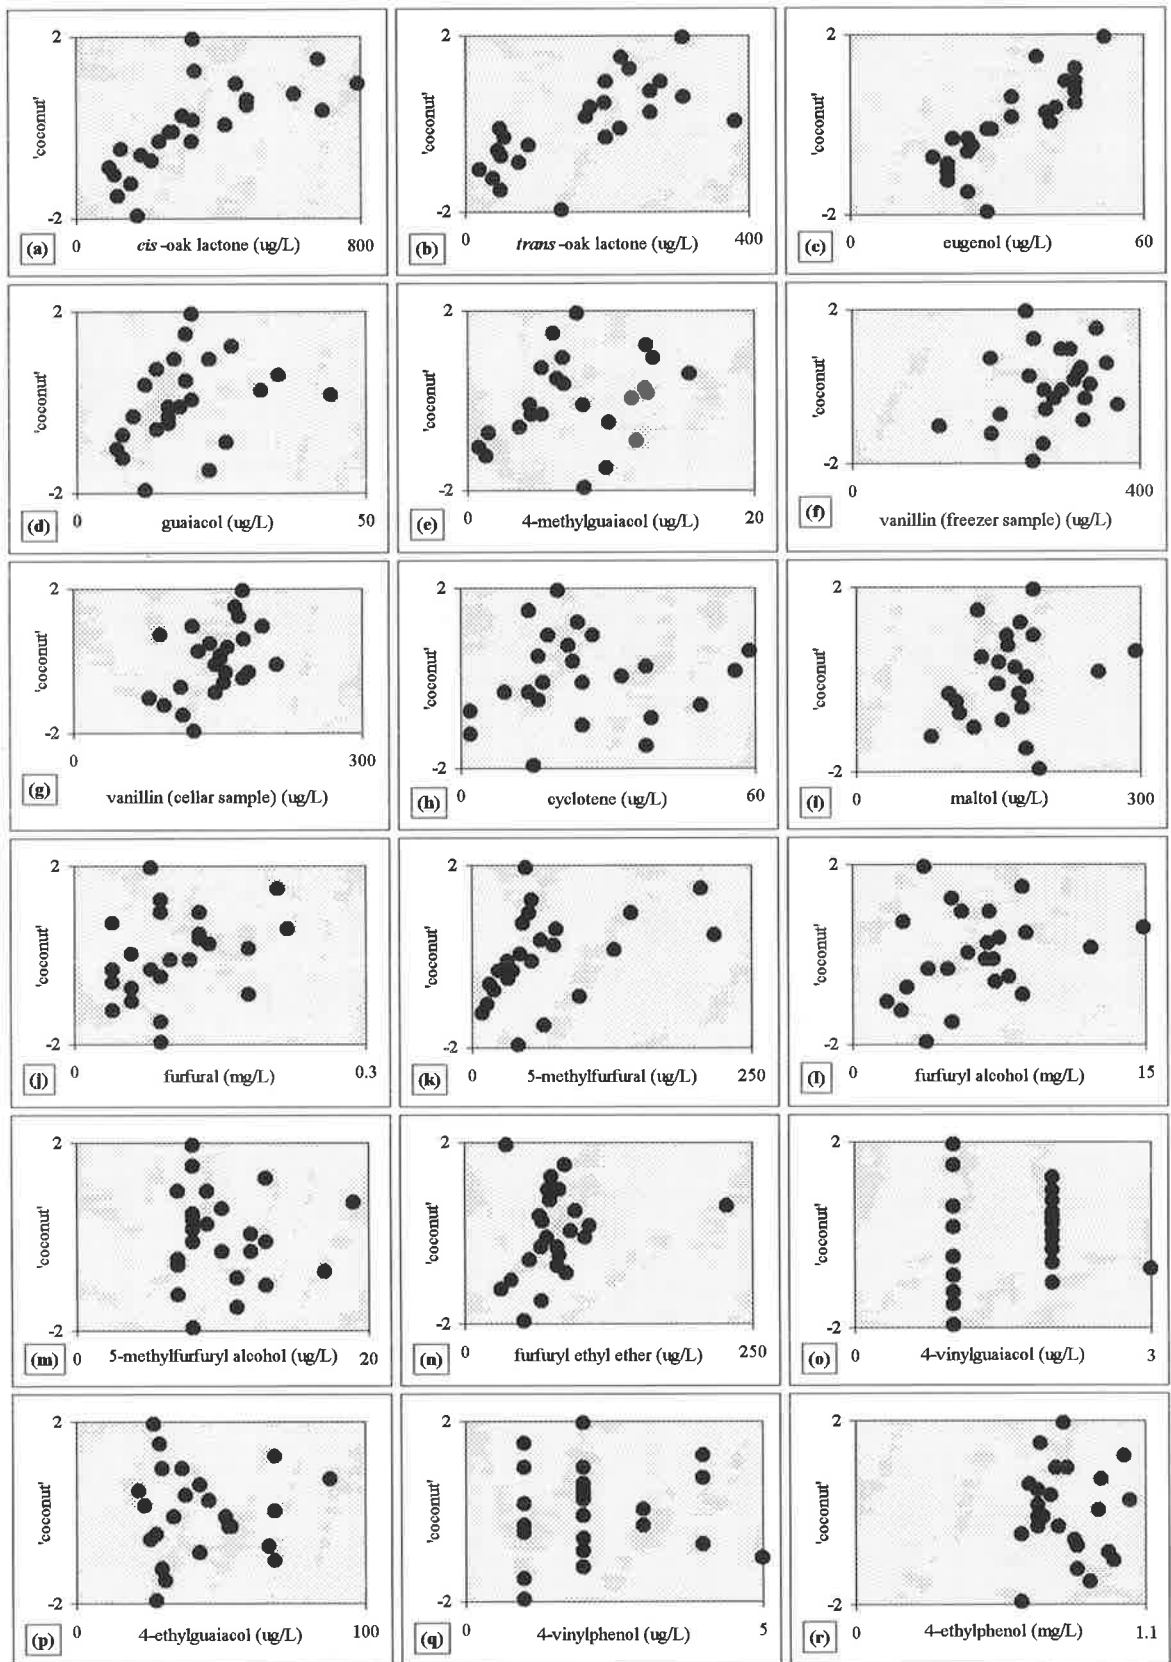 2 2 2
'coconut' 'coconut' 'coconut'
-2 -2 -2
(a) 0 cis -oak lactone (ug/L) 800 (b) 0 trans -oak lactone (ug/L) 400 (c) 0 eugenol (ug/L) 60
2 2 2
'coconut' 'coconut' 'coconut'
-2 -2 -2
(d) 0 guaiacol (ug/L) 50 (e) 0 4-methylguaiacol (ug/L) 20 (f) 0 vanillin (freezer sample) (ug/L) 400
2 2 2
'coconut' 'coconut' 'coconut'
-2 -2 -2
(g) 0 vanillin (cellar sample) (ug/L) 300 (h) 0 cyclotene (ug/L) 60 (i) 0 maltol (ug/L) 300
2 2 2
'coconut' 'coconut' 'coconut'
-2 -2 -2
(j) 0 furfural (mg/L) 0.3 (k) 0 5-methylfurfural (ug/L) 250 (l) 0 furfuryl alcohol (mg/L) 15
2 2 2
'coconut' 'coconut' 'coconut'
-2 -2 -2
(m) 0 5-methylfurfuryl alcohol (ug/L) 20 (n) 0 furfuryl ethyl ether (ug/L) 250 (o) 0 4-vinylguaiacol (ug/L) 3
2 2 2
'coconut' 'coconut' 'coconut'
-2 -2 -2
(p) 0 4-ethylguaiacol (ug/L) 100 (q) 0 4-vinylphenol (ug/L) 5 (r) 0 4-ethylphenol (mg/L) 1.1